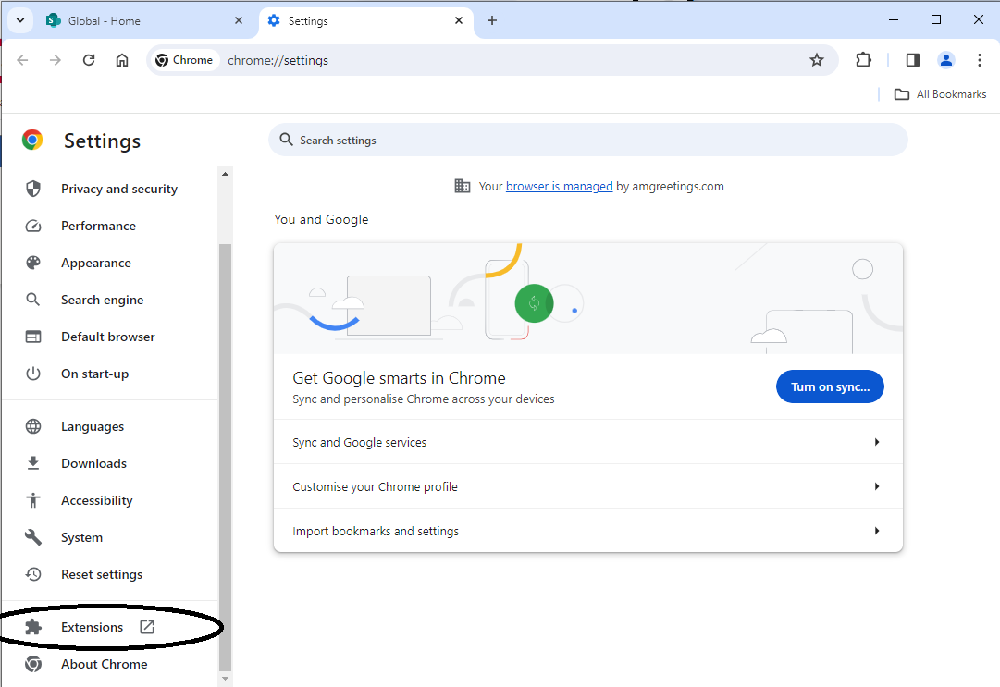 Global - Home
Settings
Chrome
chrome://settings
All Bookmarks
Settings
Search settings
Privacy and security
Performance
Appearance
Search engine
Default browser
On start-up
Languages
Downloads
Accessibility
System
Reset settings
Extensions
About Chrome
Your browser is managed by amgreetings.com
You and Google
Get Google smarts in Chrome
Sync and personalise Chrome across your devices
Turn on sync...
Sync and Google services
Customise your Chrome profile
Import bookmarks and settings